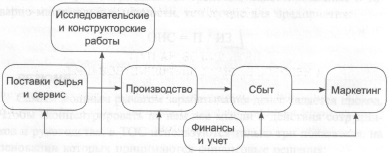 Исследовательские
и конструкторские
работы
Поставки сырья
и сервис
Производство
Сбыт
Маркетинг
Финансы
и учет